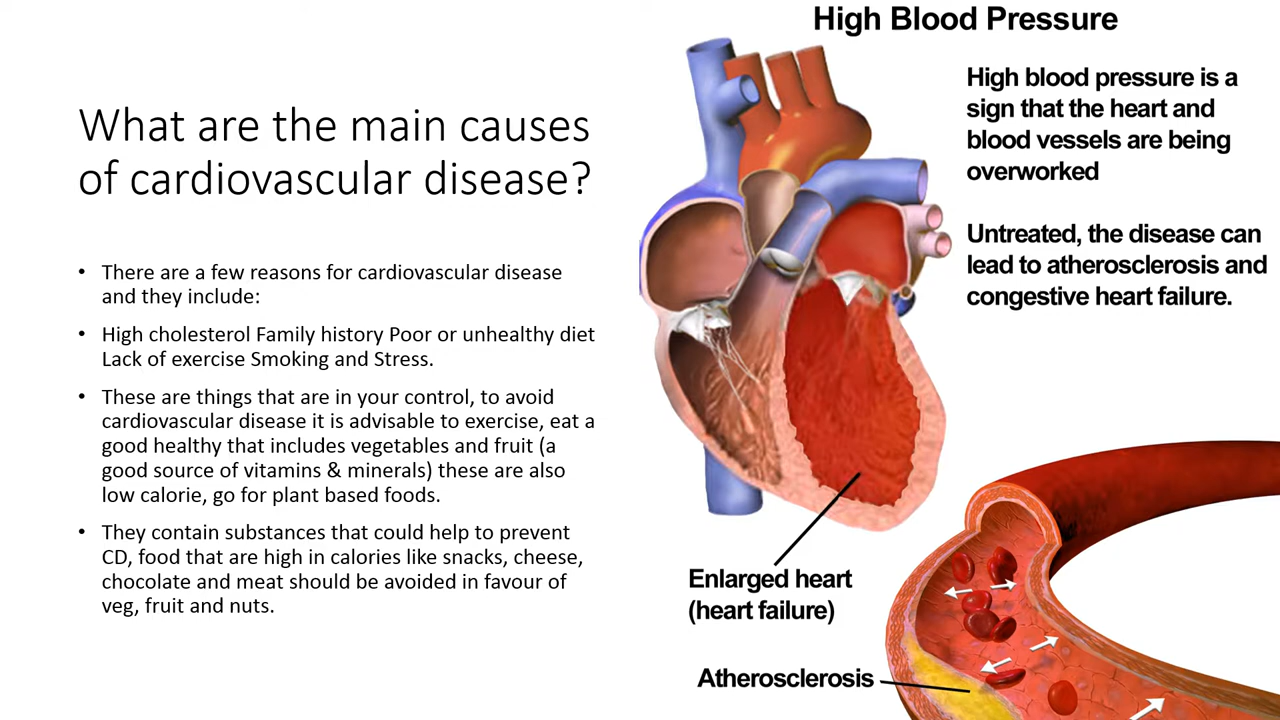 What are the main causes
of cardiovascular disease?
• There are a few reasons for cardiovascular disease
and they include:
• High cholesterol Family history Poor or unhealthy diet
Lack of exercise Smoking and Stress.
• These are things that are in your control, to avoid
cardiovascular disease it is advisable to exercise, eat a
good healthy that includes vegetables and fruit (a
good source of vitamins & minerals) these are also
low calorie, go for plant based foods.
• They contain substances that could help to prevent
CD, food that are high in calories like snacks, cheese,
chocolate and meat should be avoided in favour of
veg, fruit and nuts.
High Blood Pressure
High blood pressure is a
sign that the heart and
blood vessels are being
overworked
Untreated, the disease can
lead to atherosclerosis and
congestive heart failure.
Enlarged heart
(heart failure)
Atherosclerosis